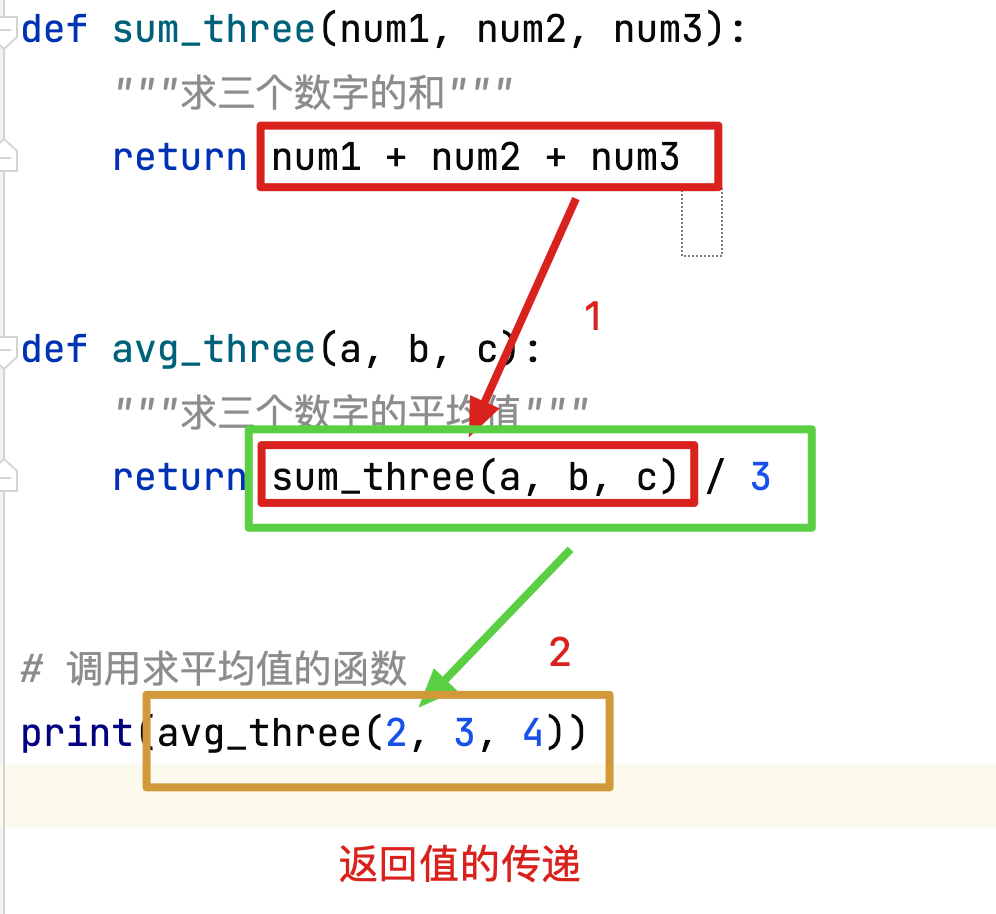 def sum_three(num1, num2, num3):
"""求三个数字的和"""
return num1 + num2 + num3
1
def avg_three(a, b, c):
"""求三个数字的平均值"""
return sum_three(a, b, c) / 3
2
# 调用求平均值的函数
print(avg_three(2, 3, 4))
返回值的传递